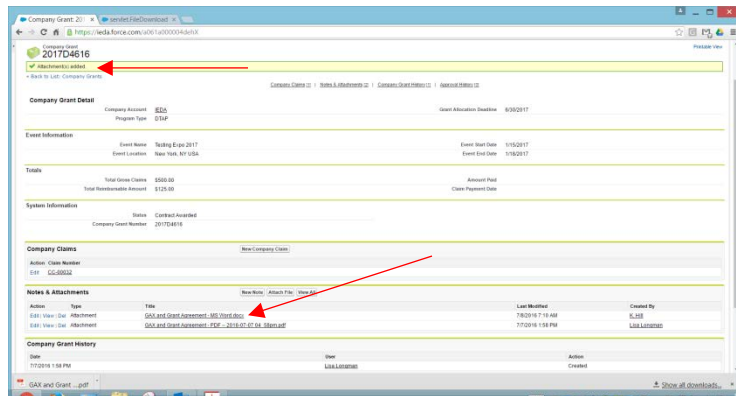 Company Grant: 201 × servlet.FileDownload ×
https://ieda.force.com/a061a000004dehX
Company Grant
2017D4616
Printable View
Attachment(s) added
« Back to List: Company Grants
Company Claims [1] | Notes & Attachments [2] | Company Grant History [1] | Approval History [0]
Company Grant Detail
Company Account IEDA Grant Allocation Deadline 6/30/2017
Program Type DTAP
Event Information
Event Name Testing Expo 2017 Event Start Date 1/15/2017
Event Location New York, NY USA Event End Date 1/16/2017
Totals
Total Gross Claims $500.00 Amount Paid
Total Reimbursable Amount $125.00 Claim Payment Date
System Information
Status Contract Awarded
Company Grant Number 2017D4616
Company Claims New Company Claim
Action Claim Number
Edit CC-00032
Notes & Attachments New Note Attach File View All
Action Type Title Last Modified Created By
Edit | View | Del Attachment GAX and Grant Agreement - MS Word.docx 7/8/2016 7:10 AM K. Hill
Edit | View | Del Attachment GAX and Grant Agreement - PDF -- 2016-07-07 04_58pm.pdf 7/7/2016 1:58 PM Lisa Longman
Company Grant History
Date User Action
7/7/2016 1:58 PM Lisa Longman Created
GAX and Grant ....pdf Show all downloads...